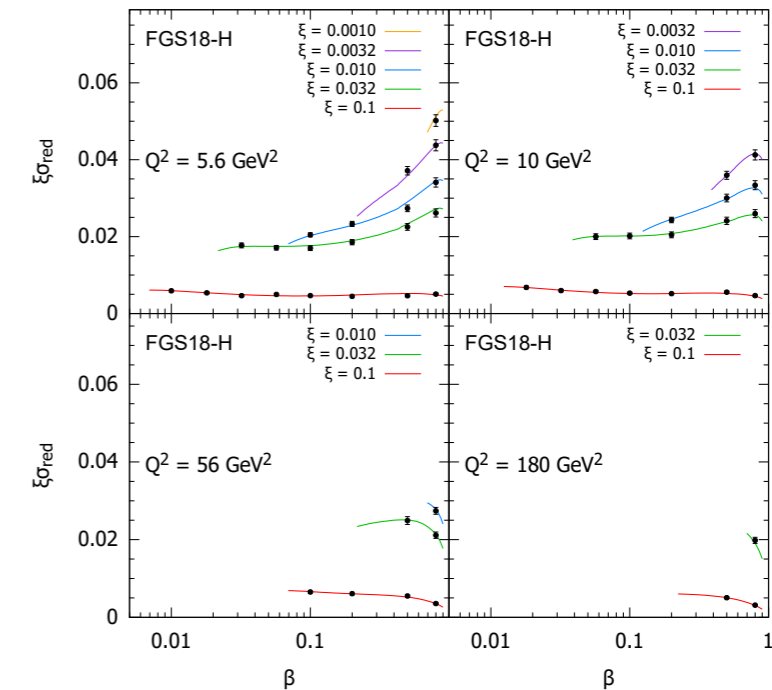 FGS18-H
ξ = 0.0010
ξ = 0.0032
ξ = 0.010
ξ = 0.032
ξ = 0.1
Q² = 5.6 GeV²
0.06
0.04
0.02
0
ξσred
FGS18-H
ξ = 0.0032
ξ = 0.010
ξ = 0.032
ξ = 0.1
Q² = 10 GeV²
FGS18-H
ξ = 0.010
ξ = 0.032
ξ = 0.1
Q² = 56 GeV²
0.06
0.04
0.02
0
ξσred
0.01
0.1
β
FGS18-H
ξ = 0.032
ξ = 0.1
Q² = 180 GeV²
0.01
0.1
1
β